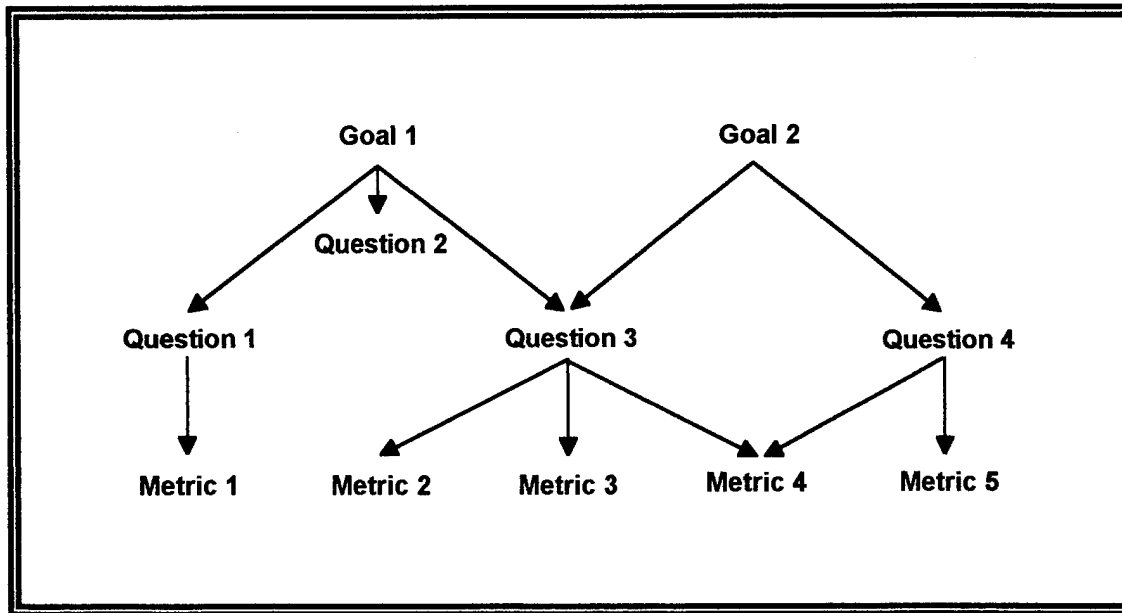 Goal 1
Goal 2
Question 2
Question 1
Question 3
Question 4
Metric 1
Metric 2
Metric 3
Metric 4
Metric 5